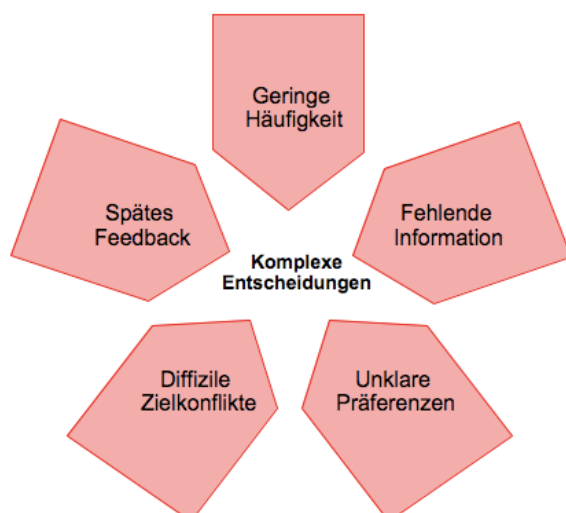 Geringe
Häufigkeit
Spätes
Feedback
Fehlende
Information
Komplexe
Entscheidungen
Diffizile
Zielkonflikte
Unklare
Präferenzen